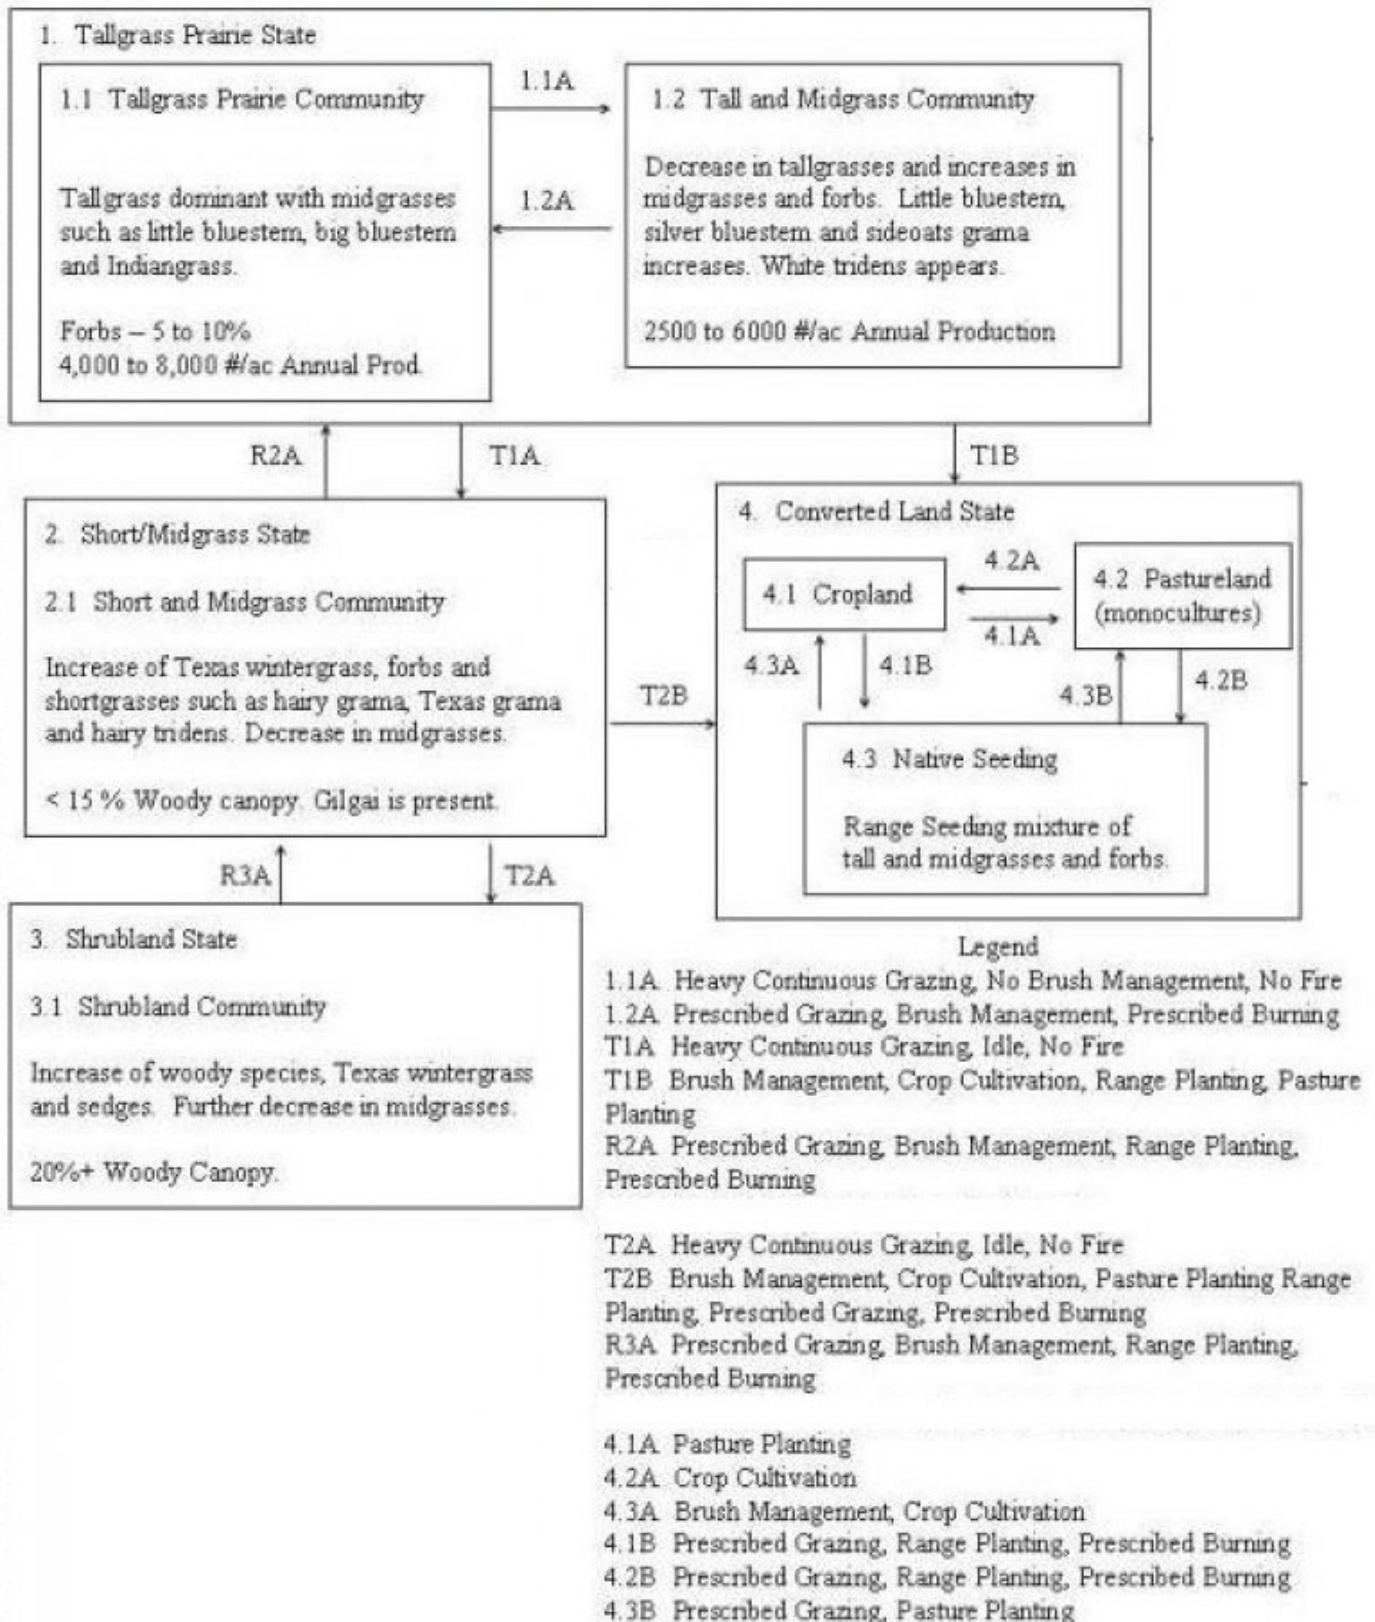 1. Tallgrass Prairie State
1.1 Tallgrass Prairie Community
Tallgrass dominant with midgrasses
such as little bluestem, big bluestem
and Indiangrass.
Forbs – 5 to 10%
4,000 to 8,000 #/ac Annual Prod.
1.1A
1.2A
1.2 Tall and Midgrass Community
Decrease in tallgrasses and increases in
midgrasses and forbs. Little bluestem,
silver bluestem and sideoats grama
increases. White tridens appears.
2500 to 6000 #/ac Annual Production
R2A
T1A
T1B
2. Short/Midgrass State
2.1 Short and Midgrass Community
Increase of Texas wintergrass, forbs and
shortgrasses such as hairy grama, Texas grama
and hairy tridens. Decrease in midgrasses.
< 15 % Woody canopy. Gilgai is present.
T2B
4. Converted Land State
4.1 Cropland
4.2A
4.1A
4.2 Pastureland
(monocultures)
4.3A
4.1B
4.3B
4.2B
4.3 Native Seeding
Range Seeding mixture of
tall and midgrasses and forbs.
R3A
T2A
3. Shrubland State
3.1 Shrubland Community
Increase of woody species, Texas wintergrass
and sedges. Further decrease in midgrasses.
20%+ Woody Canopy.
Legend
1.1A Heavy Continuous Grazing, No Brush Management, No Fire
1.2A Prescribed Grazing, Brush Management, Prescribed Burning
T1A Heavy Continuous Grazing, Idle, No Fire
T1B Brush Management, Crop Cultivation, Range Planting, Pasture
Planting
R2A Prescribed Grazing, Brush Management, Range Planting,
Prescribed Burning
T2A Heavy Continuous Grazing, Idle, No Fire
T2B Brush Management, Crop Cultivation, Pasture Planting Range
Planting, Prescribed Grazing, Prescribed Burning
R3A Prescribed Grazing, Brush Management, Range Planting,
Prescribed Burning
4.1A Pasture Planting
4.2A Crop Cultivation
4.3A Brush Management, Crop Cultivation
4.1B Prescribed Grazing, Range Planting, Prescribed Burning
4.2B Prescribed Grazing, Range Planting, Prescribed Burning
4.3B Prescribed Grazing, Pasture Planting